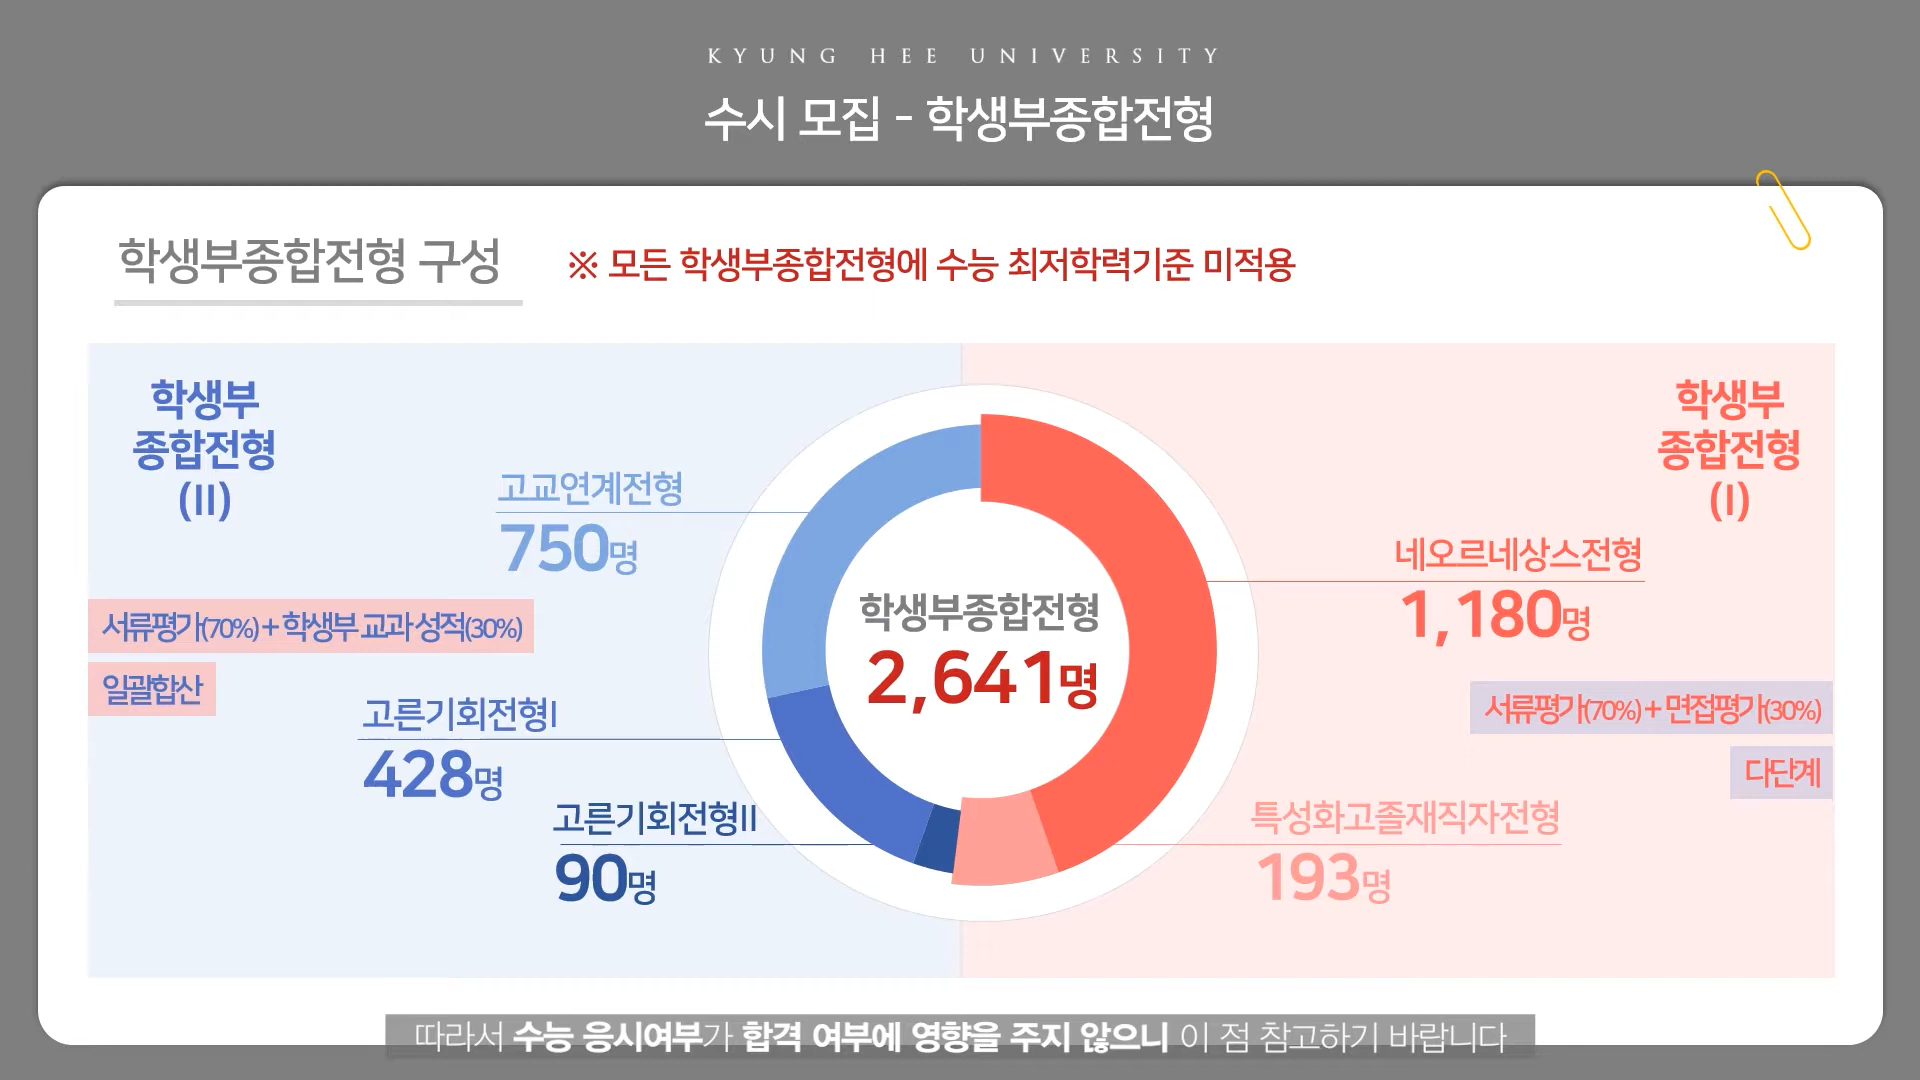 KYUNG HEE UNIVERSITY
수시 모집 - 학생부종합전형
학생부종합전형 구성
※ 모든 학생부종합전형에 수능 최저학력기준 미적용
학생부
종합전형
(II)
고교연계전형
750명
서류평가(70%) + 학생부 교과 성적(30%)
일괄합산
고른기회전형I
428명
고른기회전형II
90명
학생부종합전형
2,641명
학생부
종합전형
(I)
네오르네상스전형
1,180명
서류평가(70%) + 면접평가(30%)
다단계
특성화고졸재직자전형
193명
따라서 수능 응시여부가 합격 여부에 영향을 주지 않으니 이 점 참고하기 바랍니다